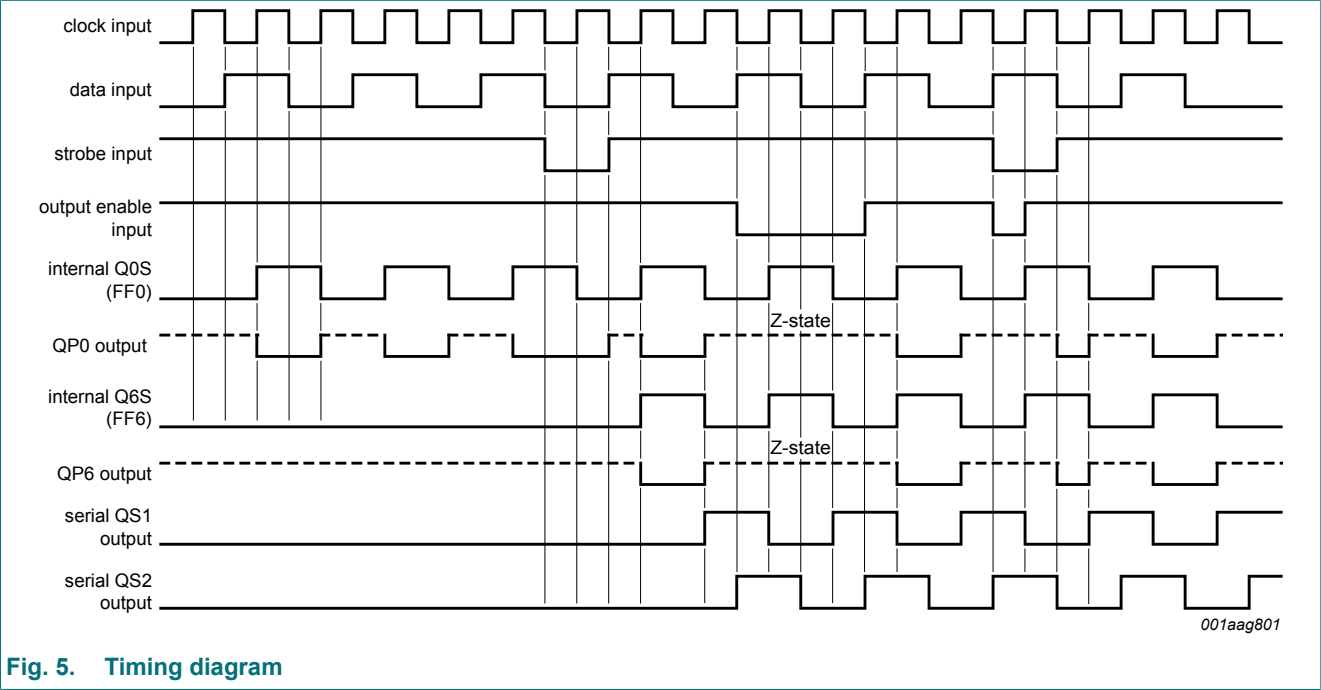 clock input
data input
strobe input
output enable
input
internal Q0S
(FF0)
Z-state
QP0 output
internal Q6S
(FF6)
Z-state
QP6 output
serial QS1
output
serial QS2
output
001aag801
Fig. 5. Timing diagram